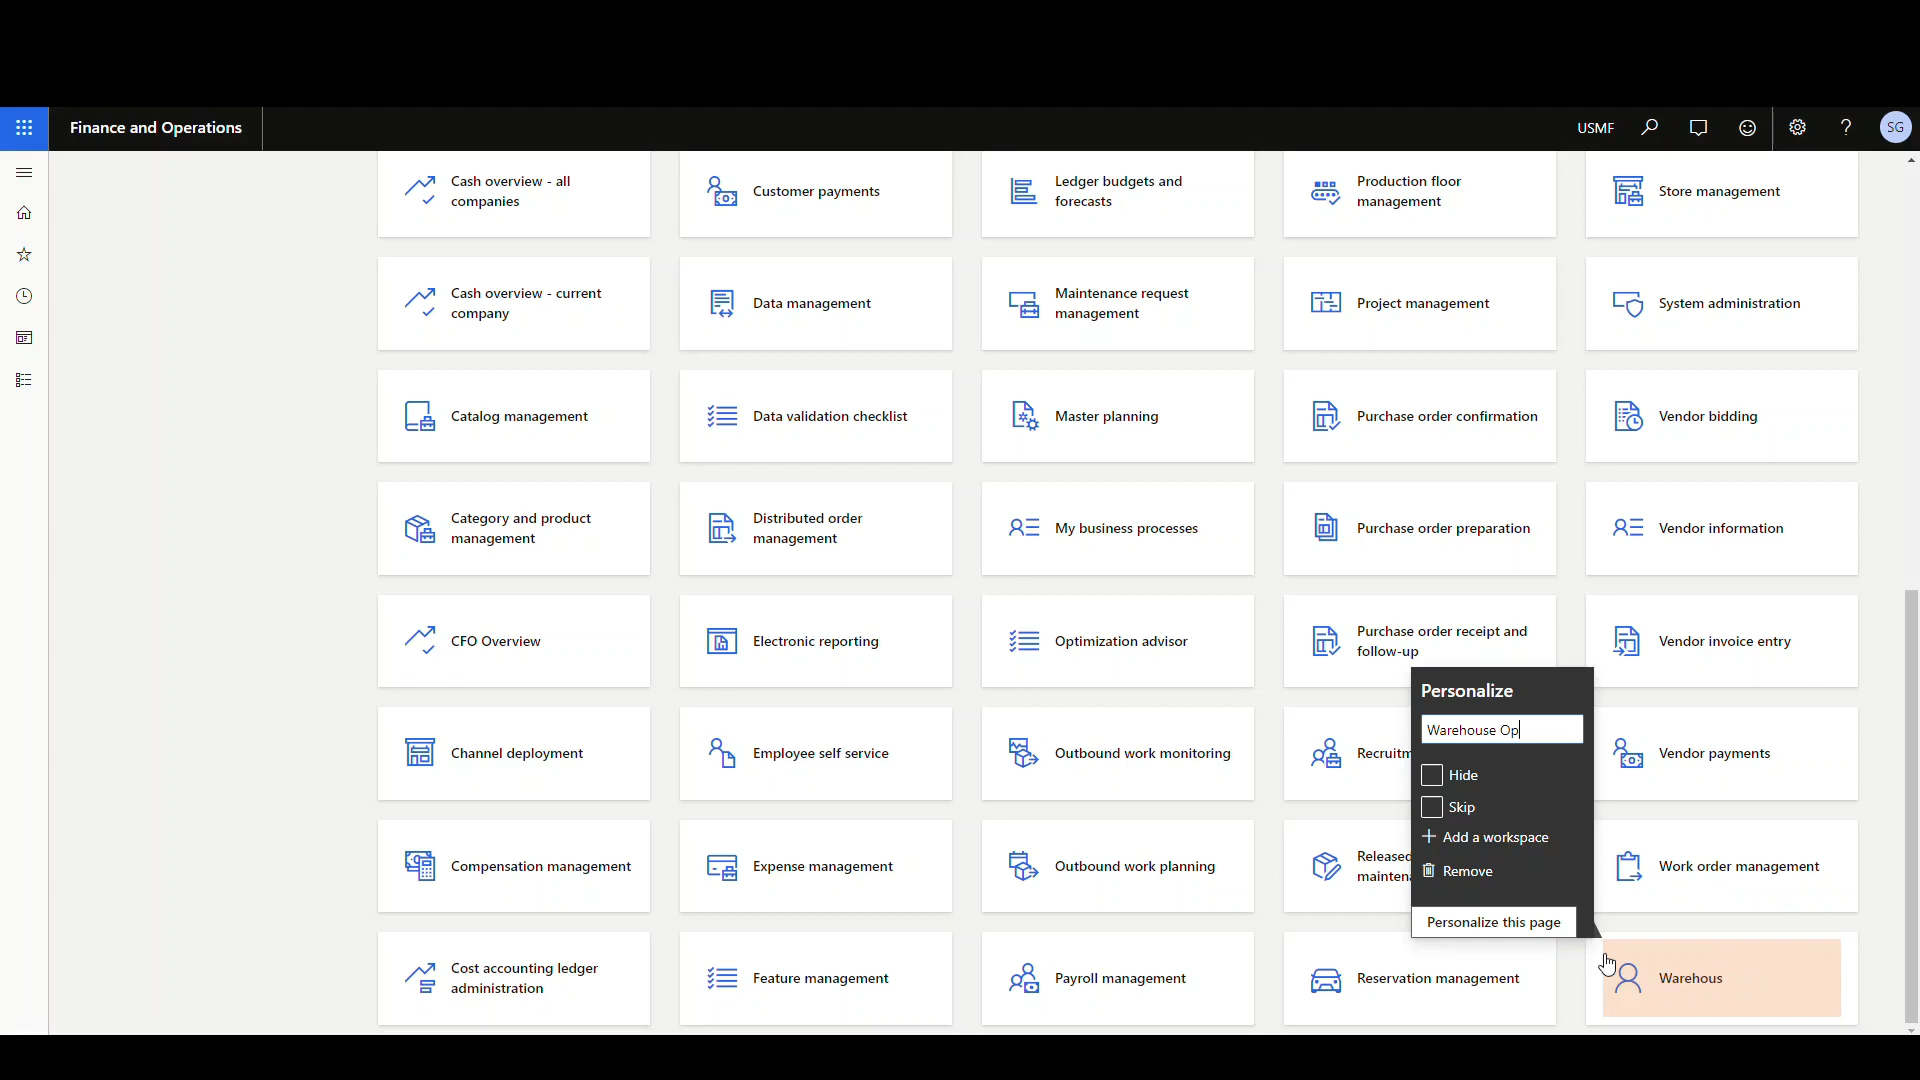 Finance and Operations
USMF
?
SG
Cash overview - all
companies
Customer payments
Ledger budgets and
forecasts
Production floor
management
Store management
Cash overview - current
company
Data management
Maintenance request
management
Project management
System administration
Catalog management
Data validation checklist
Master planning
Purchase order confirmation
Vendor bidding
Category and product
management
Distributed order
management
My business processes
Purchase order preparation
Vendor information
CFO Overview
Electronic reporting
Optimization advisor
Purchase order receipt and
follow-up
Vendor invoice entry
Personalize
Warehouse Op
Hide
Skip
Add a workspace
Remove
Personalize this page
Channel deployment
Employee self service
Outbound work monitoring
Recruitm
Vendor payments
Compensation management
Expense management
Outbound work planning
Released
maintena
Work order management
Cost accounting ledger
administration
Feature management
Payroll management
Reservation management
Warehous